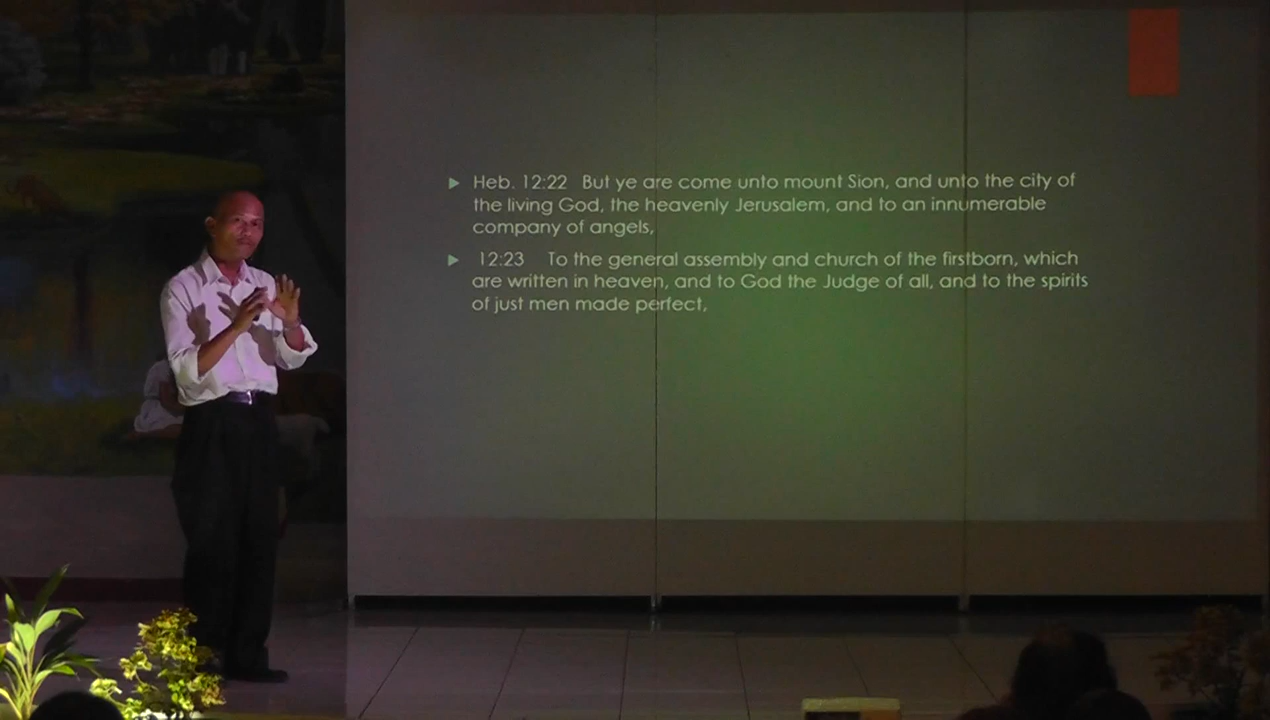 Heb. 12:22 But ye are come unto mount Sion, and unto the city of
the living God, the heavenly Jerusalem, and to an innumerable
company of angels,
12:23 To the general assembly and church of the firstborn, which
are written in heaven, and to God the Judge of all, and to the spirits
of just men made perfect,